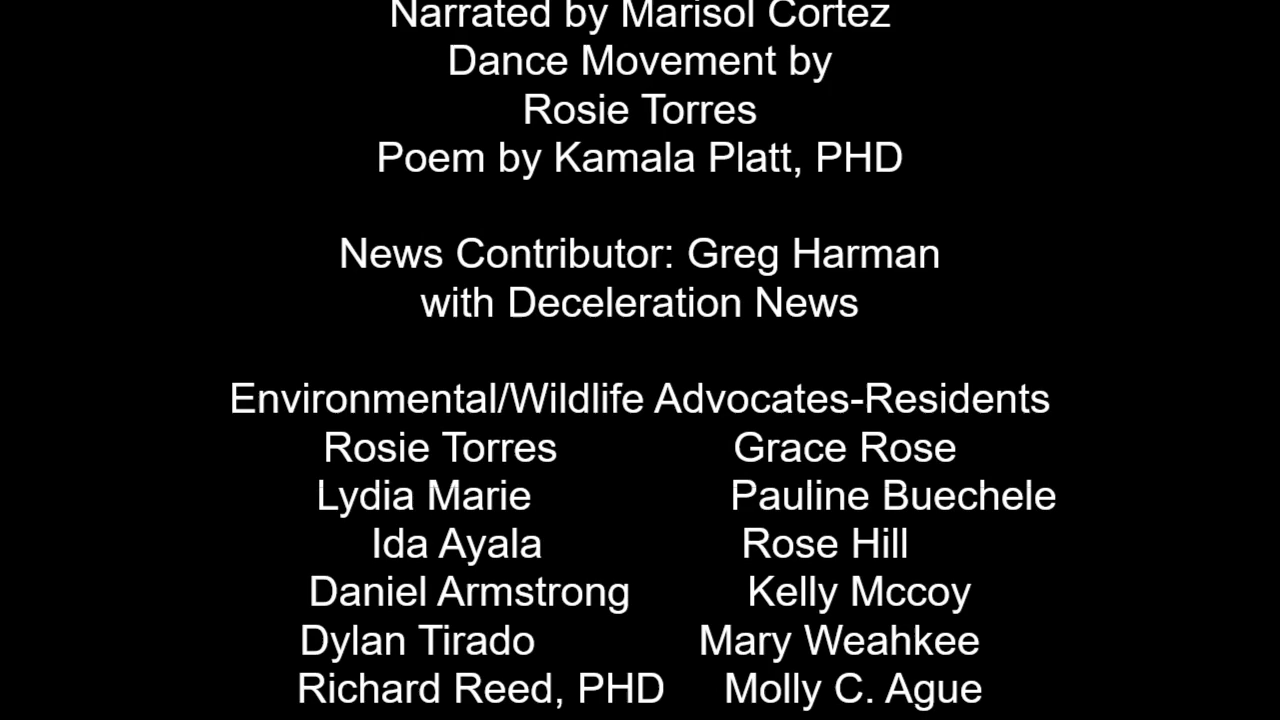 Narrated by Marisol Cortez
Dance Movement by
Rosie Torres
Poem by Kamala Platt, PHD
News Contributor: Greg Harman
with Deceleration News
Environmental/Wildlife Advocates-Residents
Rosie Torres Grace Rose
Lydia Marie Pauline Buechele
Ida Ayala Rose Hill
Daniel Armstrong Kelly Mccoy
Dylan Tirado Mary Weahkee
Richard Reed, PHD Molly C. Ague